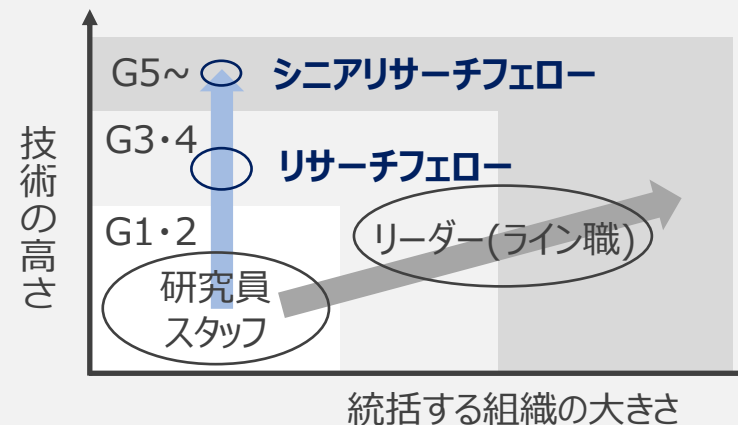 G5~
シニアリサーチフェロー
G3・4
リサーチフェロー
技術の高さ
G1・2
リーダー(ライン職)
研究員
スタッフ
統括する組織の大きさ